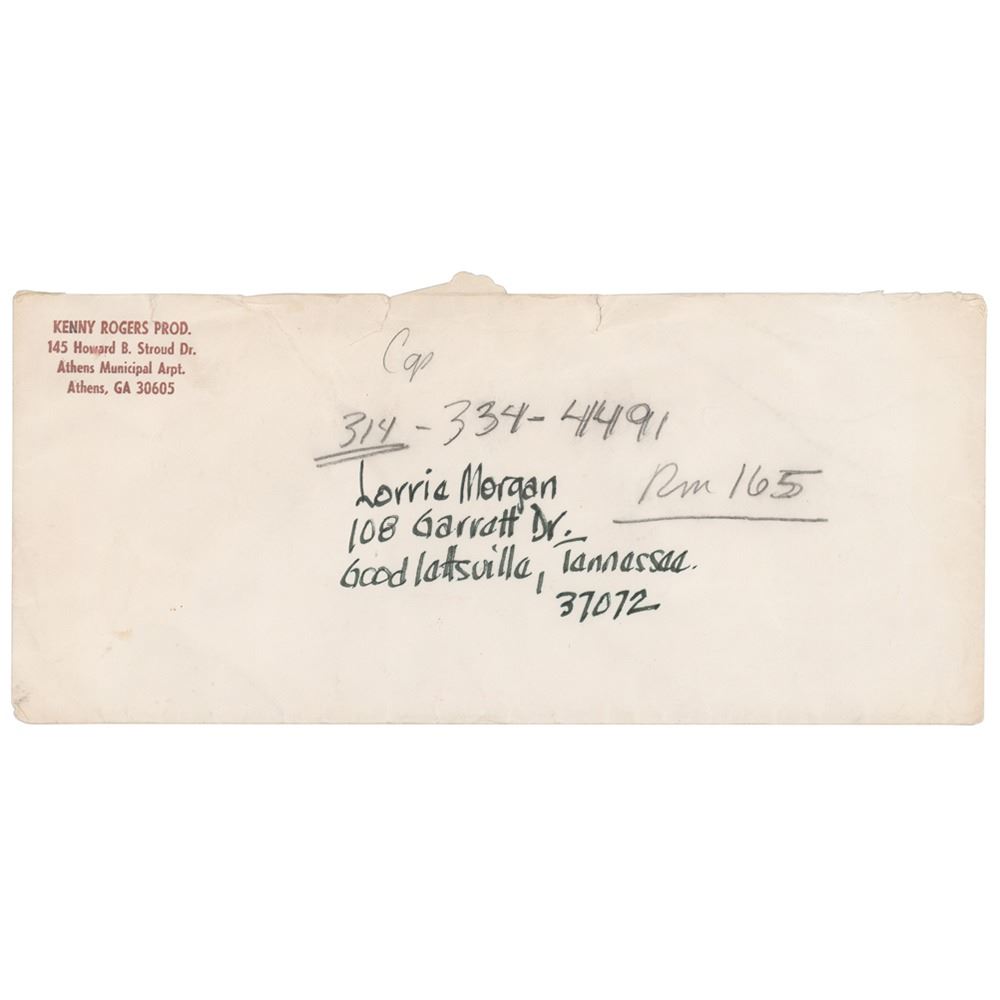 KENNY ROGERS PROD.
145 Howard B. Stroud Dr.
Athens Municipal Arpt.
Athens, GA 30605
314-334-4491
Lorrie Morgan
Rm 165
108 Garrett Dr.
Goodlettsville, Tennessee.
37072